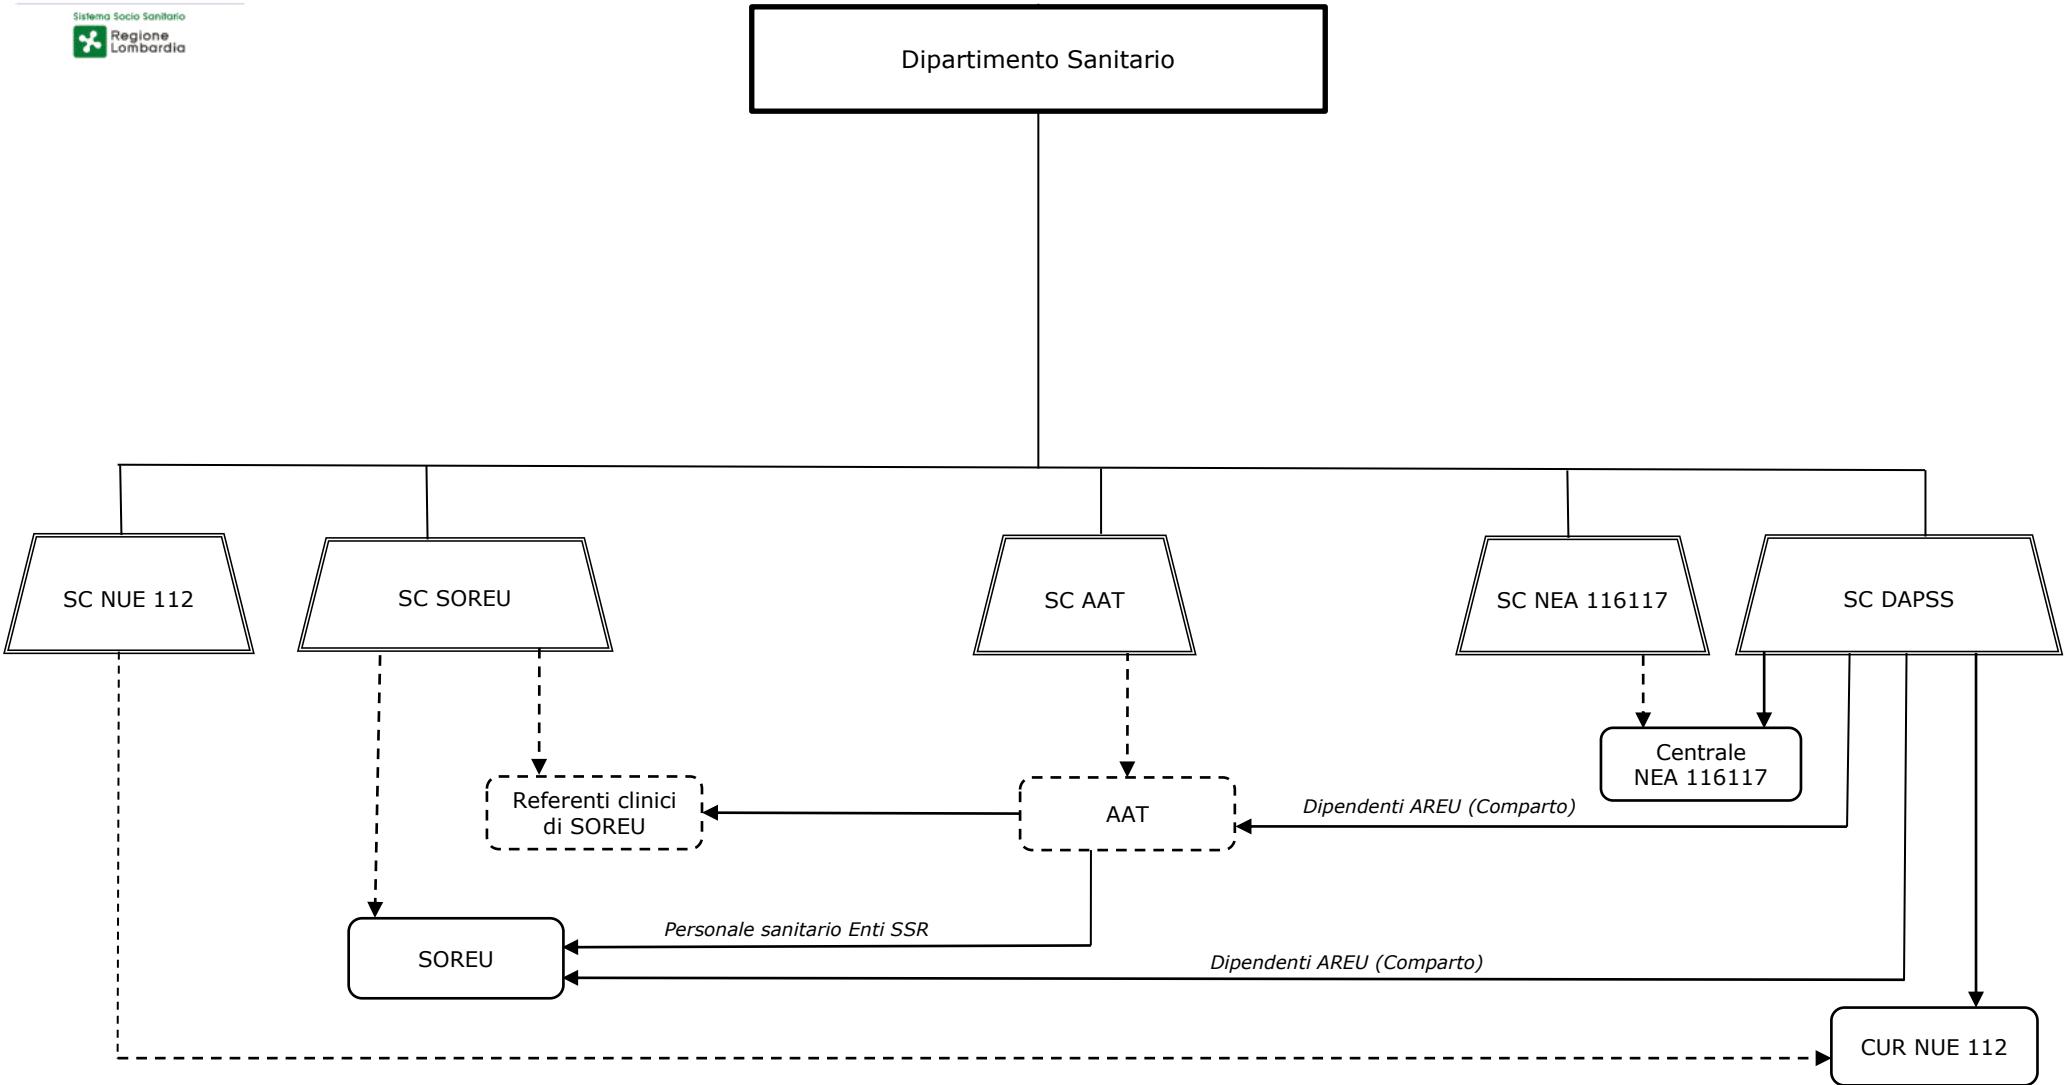 Sistema Socio Sanitario
Regione
Lombardia
Dipartimento Sanitario
SC NUE 112
SC SOREU
SC AAT
SC NEA 116117
SC DAPSS
Centrale
NEA 116117
Referenti clinici
di SOREU
AAT
Dipendenti AREU (Comparto)
Personale sanitario Enti SSR
SOREU
Dipendenti AREU (Comparto)
CUR NUE 112